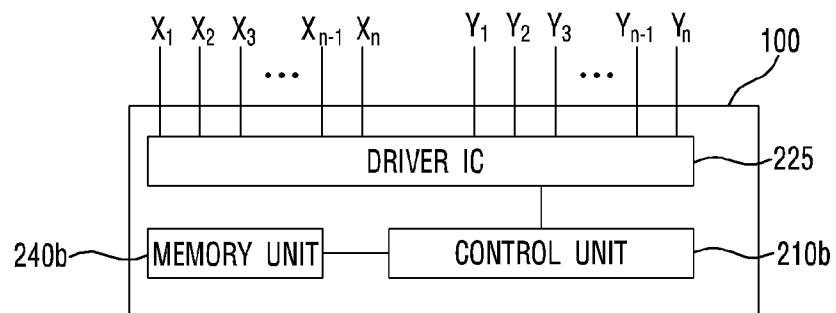 X1 X2 X3 ••• Xn-1 Xn Y1 Y2 Y3 ••• Yn-1 Yn
100
DRIVER IC
225
240b
MEMORY UNIT
CONTROL UNIT
210b